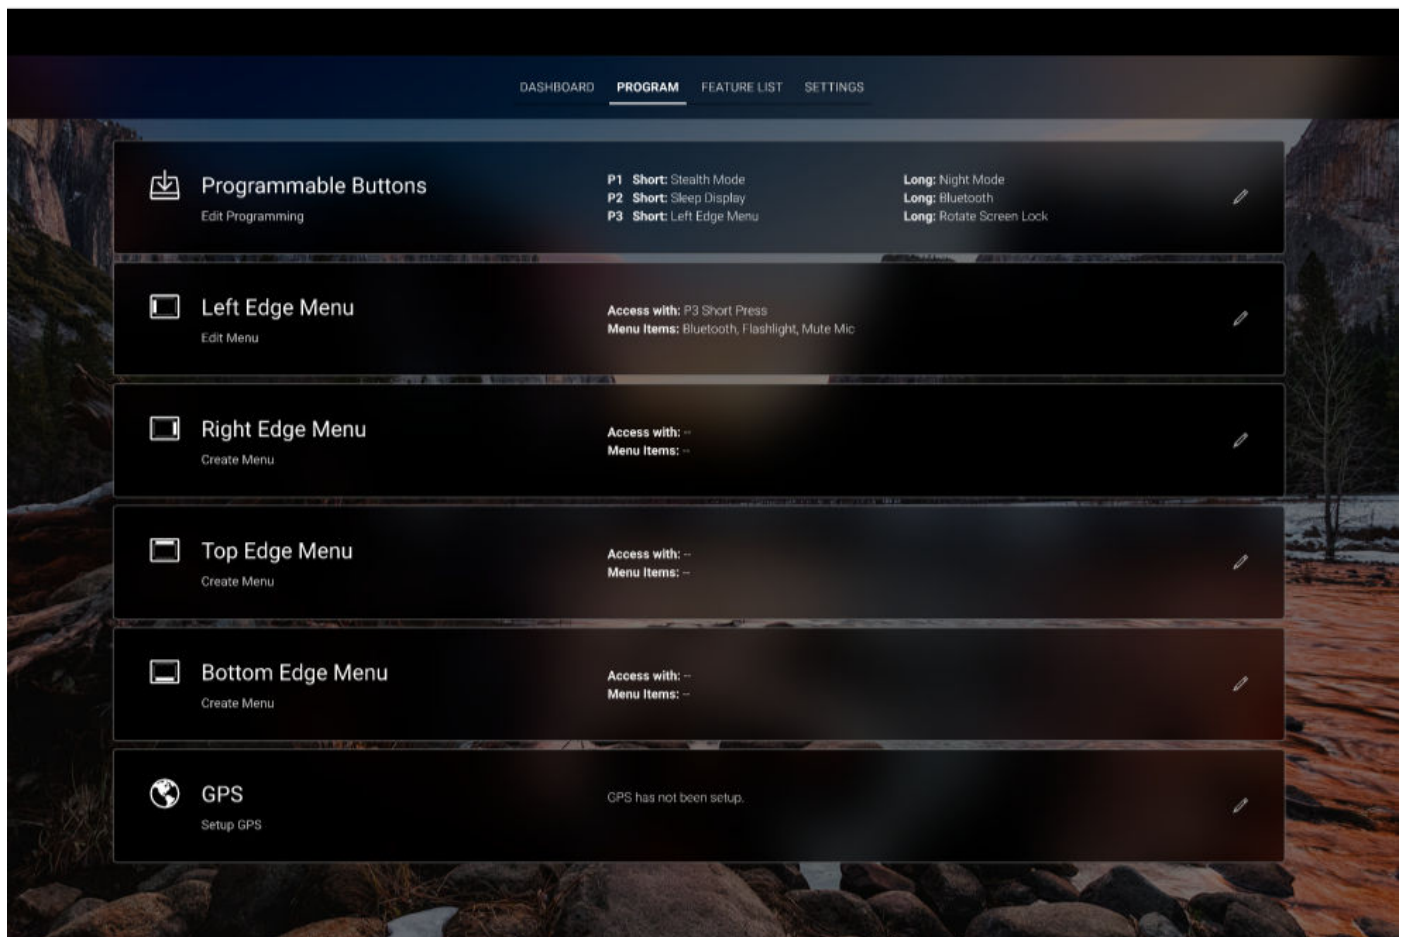 DASHBOARD PROGRAM FEATURE LIST SETTINGS
Programmable Buttons
Edit Programming
P1 Short: Stealth Mode Long: Night Mode
P2 Short: Sleep Display Long: Bluetooth
P3 Short: Left Edge Menu Long: Rotate Screen Lock
Left Edge Menu
Edit Menu
Access with: P3 Short Press
Menu Items: Bluetooth, Flashlight, Mute Mic
Right Edge Menu
Create Menu
Access with: --
Menu Items: --
Top Edge Menu
Create Menu
Access with: --
Menu Items: --
Bottom Edge Menu
Create Menu
Access with: --
Menu Items: --
GPS
Setup GPS
GPS has not been setup.